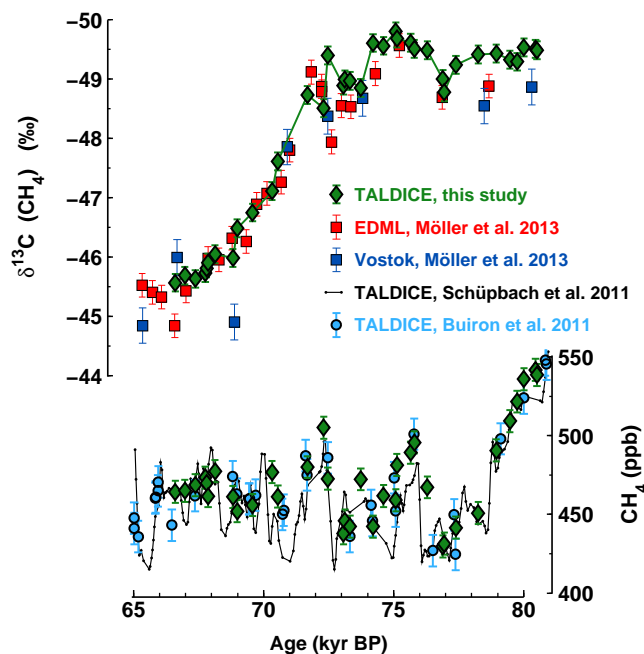 −50
−49
−48
−47
−46
−45
−44
δ¹³C (CH₄) (‰)
TALDICE, this study
EDML, Möller et al. 2013
Vostok, Möller et al. 2013
TALDICE, Schüpbach et al. 2011
TALDICE, Buiron et al. 2011
550
500
450
400
CH₄ (ppb)
65 70 75 80
Age (kyr BP)